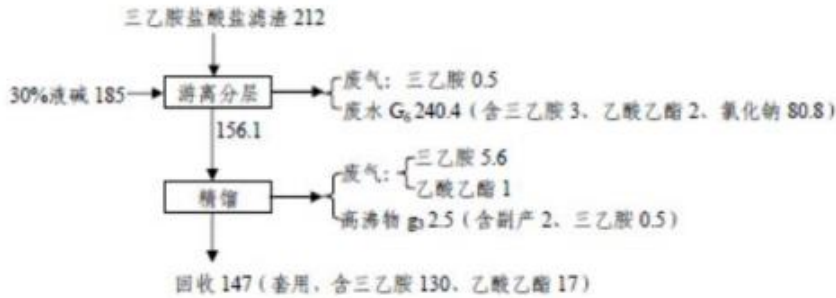 三乙胺盐酸盐滤渣 212
30%液碱 185
游离分层
废气：三乙胺 0.5
废水 G₆ 240.4（含三乙胺 3、乙酸乙酯 2、氯化钠 80.8）
156.1
精馏
废气：
三乙胺 5.6
乙酸乙酯 1
高沸物 g₃ 2.5（含副产 2、三乙胺 0.5）
回收 147（套用、含三乙胺 130、乙酸乙酯 17）